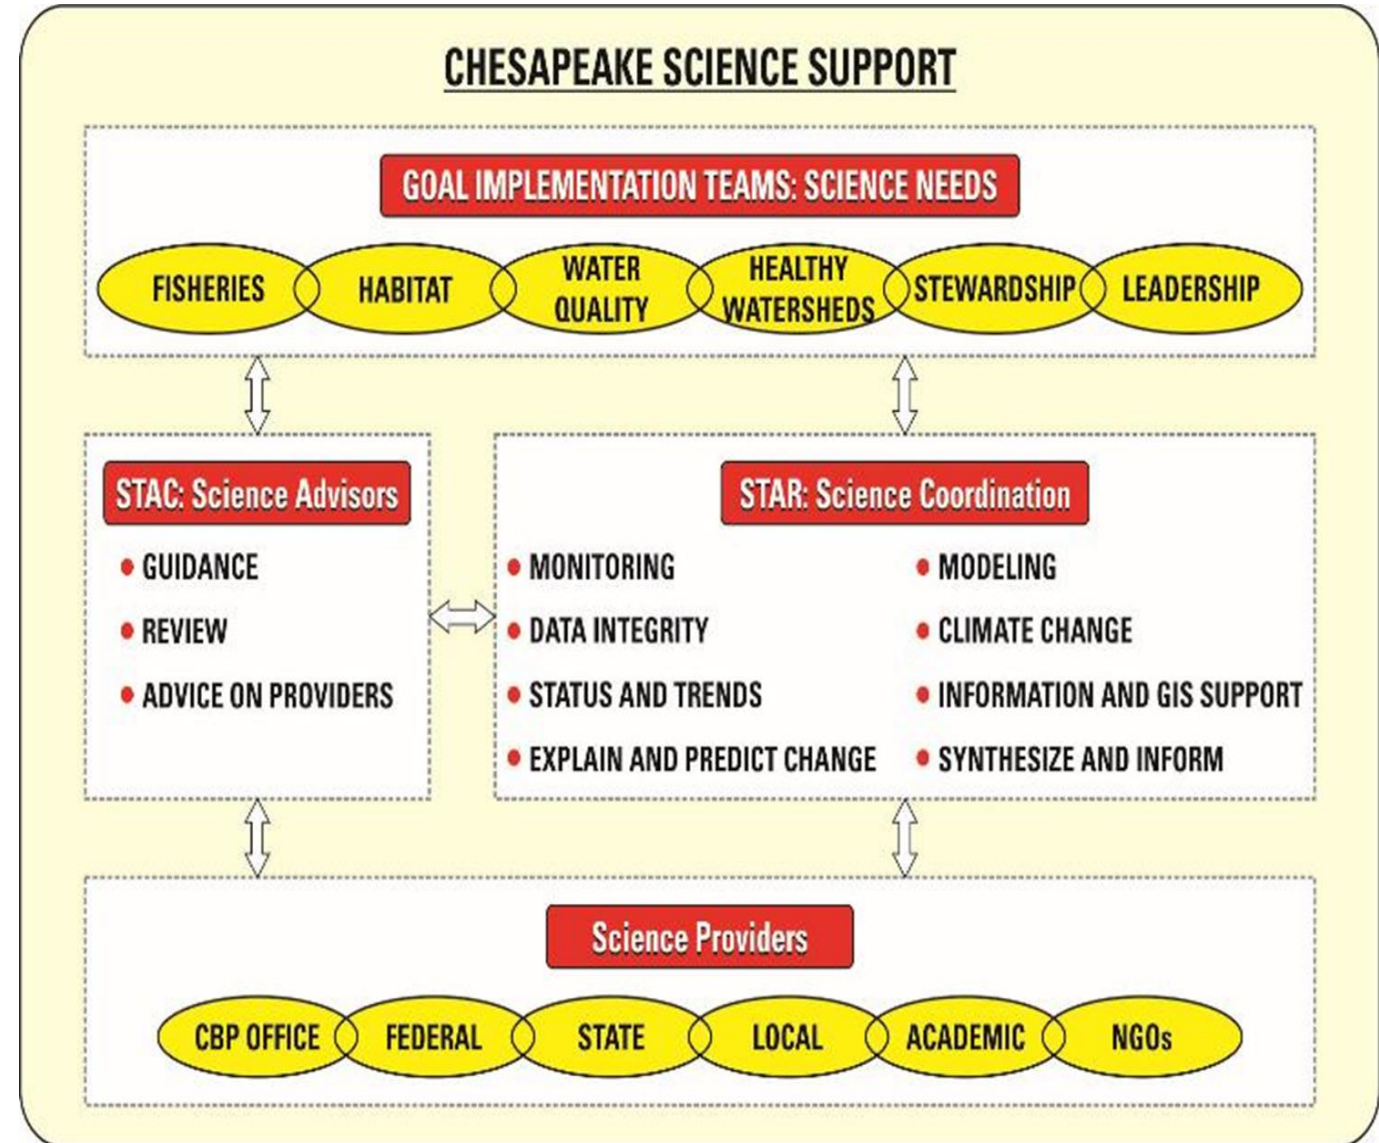 CHESAPEAKE SCIENCE SUPPORT
GOAL IMPLEMENTATION TEAMS: SCIENCE NEEDS
FISHERIES
HABITAT
WATER
QUALITY
HEALTHY
WATERSHEDS
STEWARDSHIP
LEADERSHIP
STAC: Science Advisors
GUIDANCE
REVIEW
ADVICE ON PROVIDERS
STAR: Science Coordination
MONITORING
DATA INTEGRITY
STATUS AND TRENDS
EXPLAIN AND PREDICT CHANGE
MODELING
CLIMATE CHANGE
INFORMATION AND GIS SUPPORT
SYNTHESIZE AND INFORM
Science Providers
CBP OFFICE
FEDERAL
STATE
LOCAL
ACADEMIC
NGOs